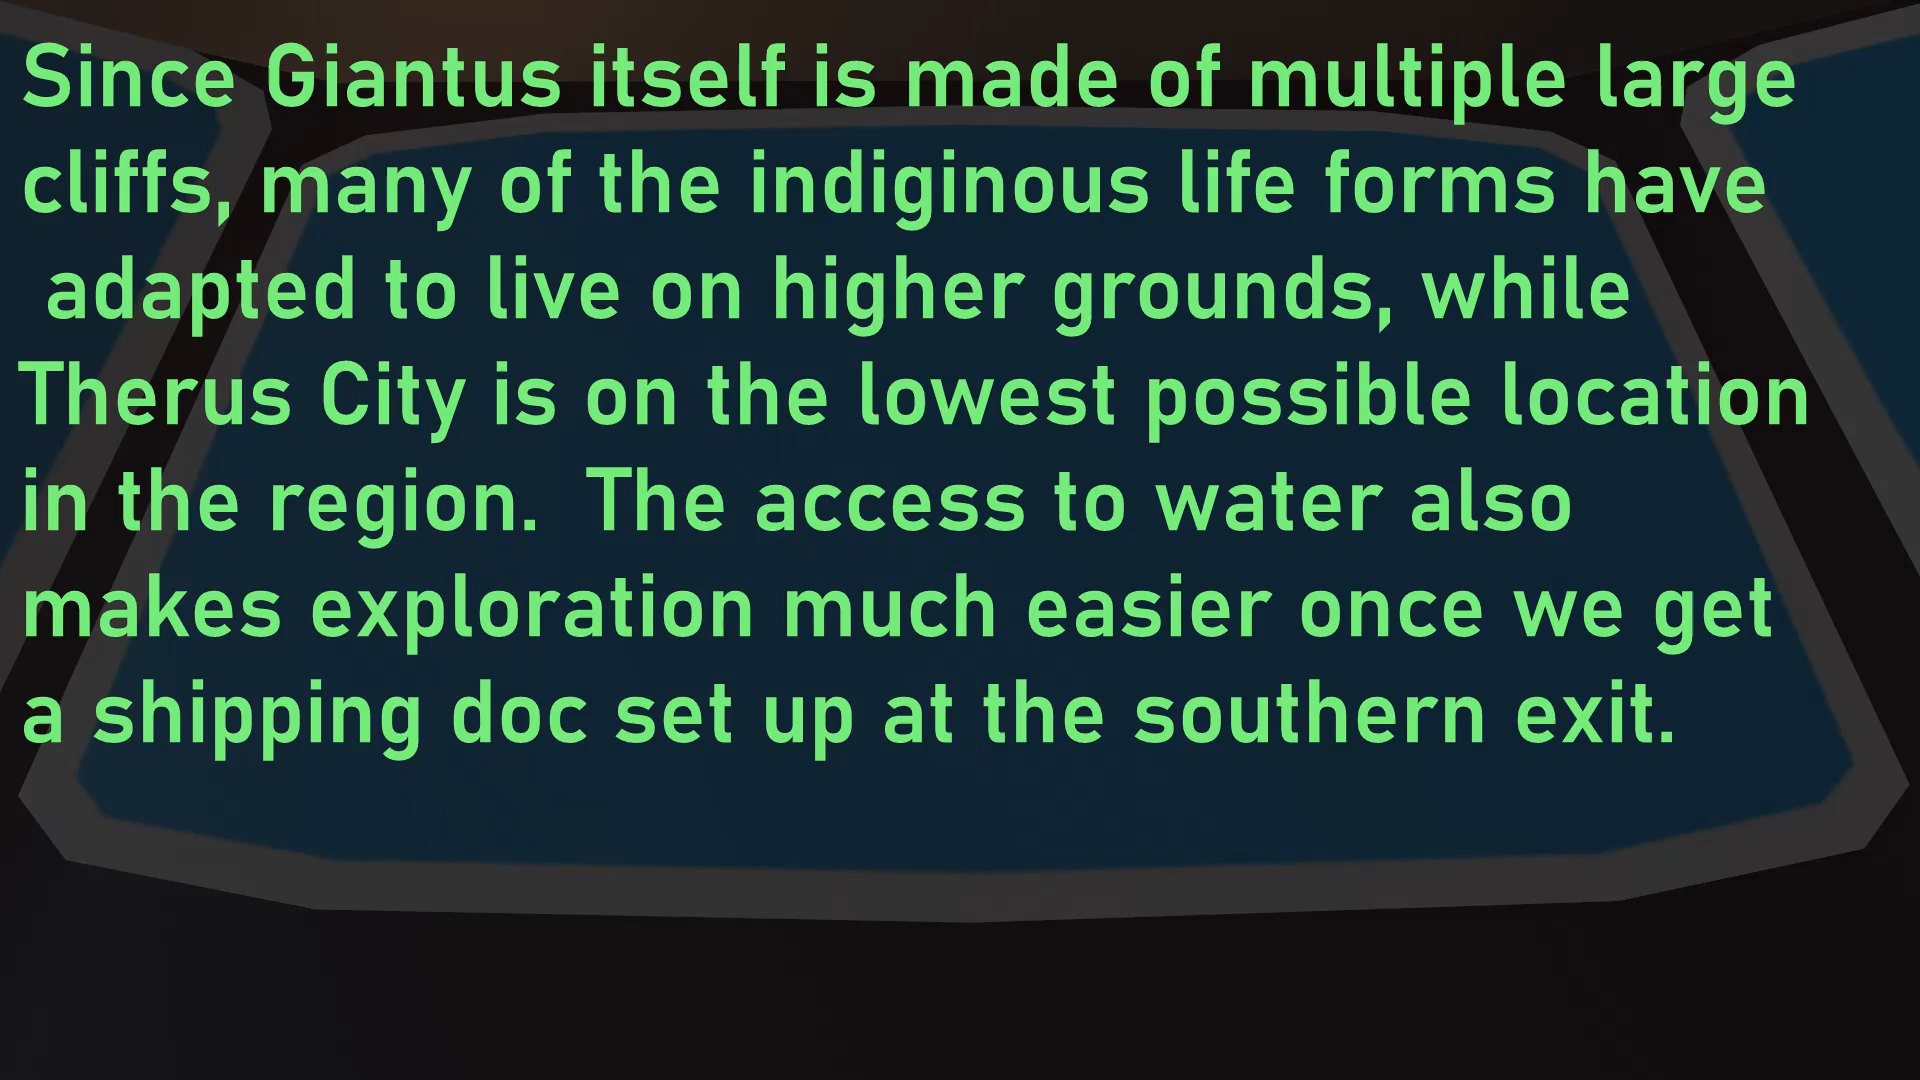 Since Giantus itself is made of multiple large
cliffs, many of the indiginous life forms have
adapted to live on higher grounds, while
Therus City is on the lowest possible location
in the region.  The access to water also
makes exploration much easier once we get
a shipping doc set up at the southern exit.